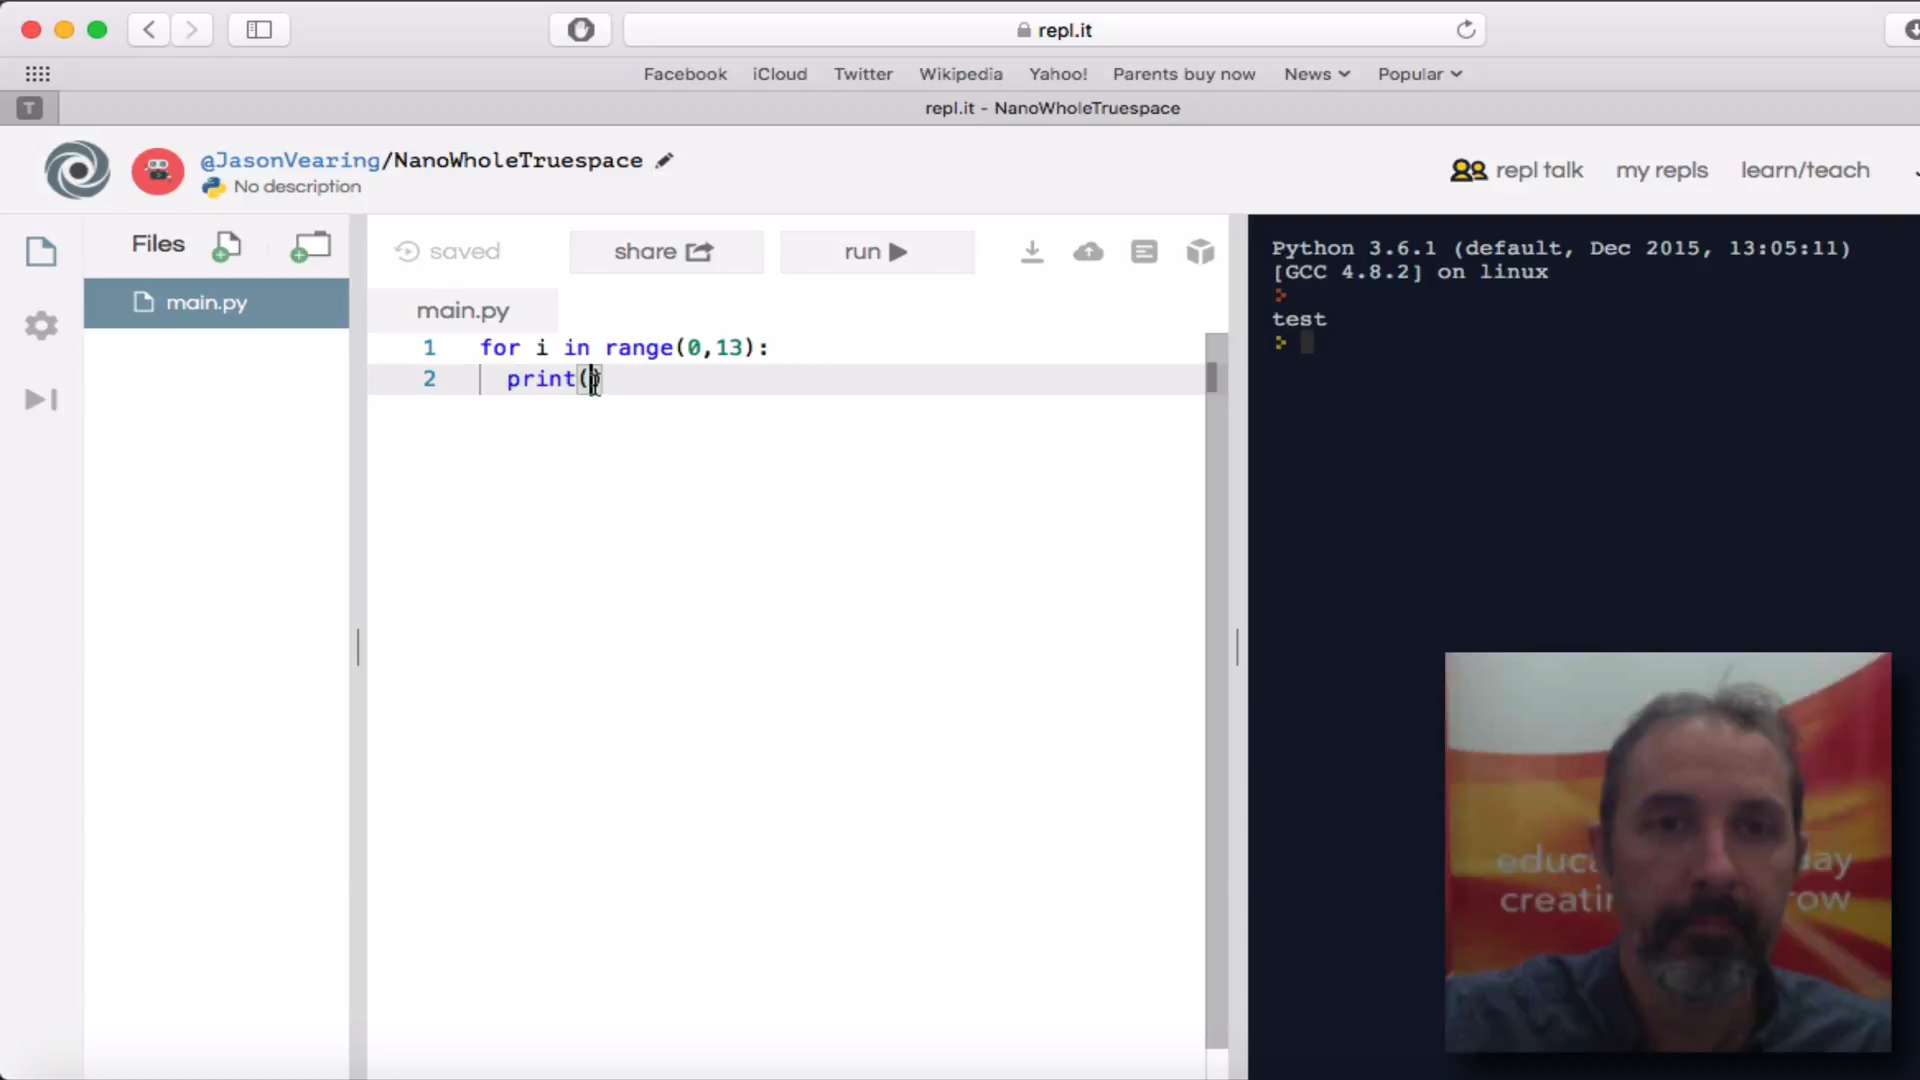 repl.it
Facebook iCloud Twitter Wikipedia Yahoo! Parents buy now News Popular
T
repl.it - NanoWholeTruespace
@JasonVearing/NanoWholeTruespace
No description
repl talk my repls learn/teach
Files
saved share run
main.py
main.py
1 for i in range(0,13):
2 print()
Python 3.6.1 (default, Dec 2015, 13:05:11)
[GCC 4.8.2] on linux
>
test
>